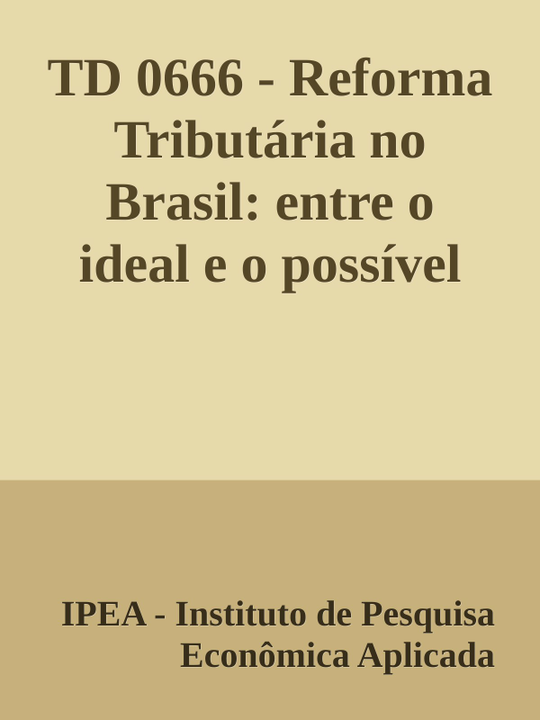 TD 0666 - Reforma
Tributária no
Brasil: entre o
ideal e o possível
IPEA - Instituto de Pesquisa
Econômica Aplicada